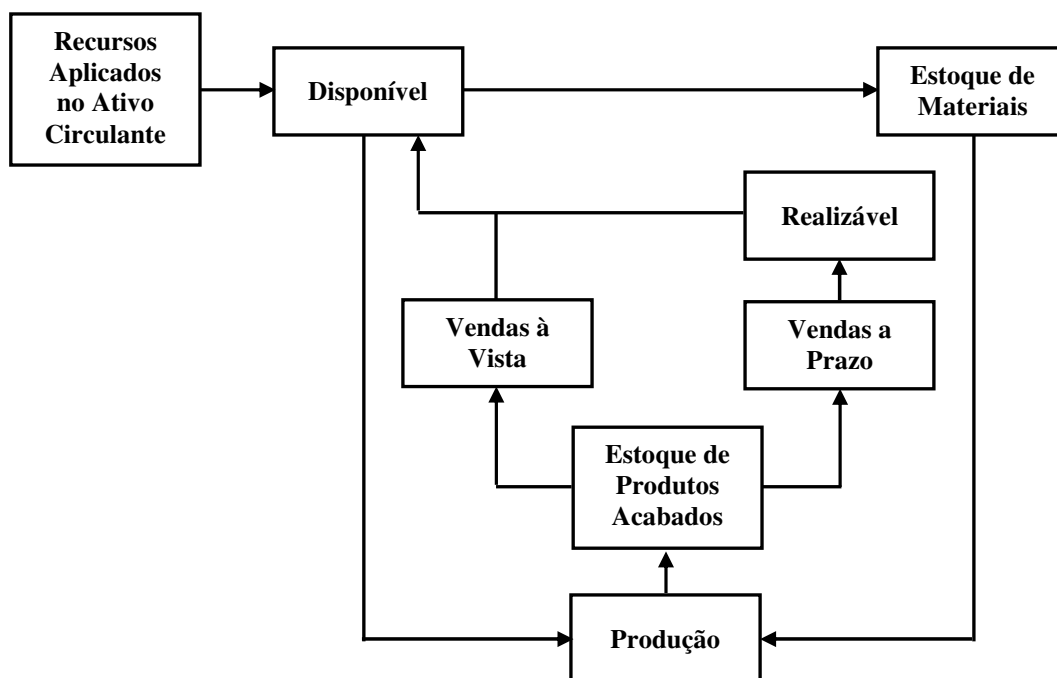 Recursos
Aplicados
no Ativo
Circulante
Disponível
Estoque de
Materiais
Realizável
Vendas à
Vista
Vendas a
Prazo
Estoque de
Produtos
Acabados
Produção